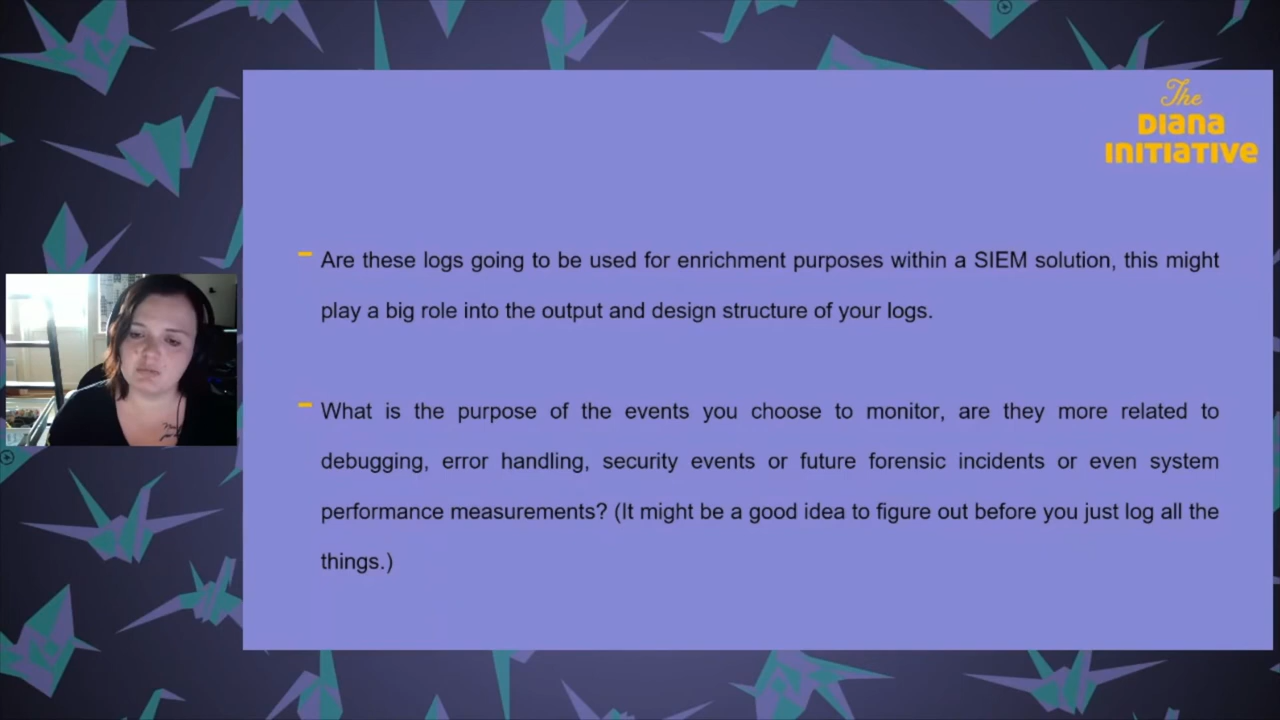 The
DIANA
INITIATIVE
Are these logs going to be used for enrichment purposes within a SIEM solution, this might
play a big role into the output and design structure of your logs.
What is the purpose of the events you choose to monitor, are they more related to
debugging, error handling, security events or future forensic incidents or even system
performance measurements? (It might be a good idea to figure out before you just log all the
things.)